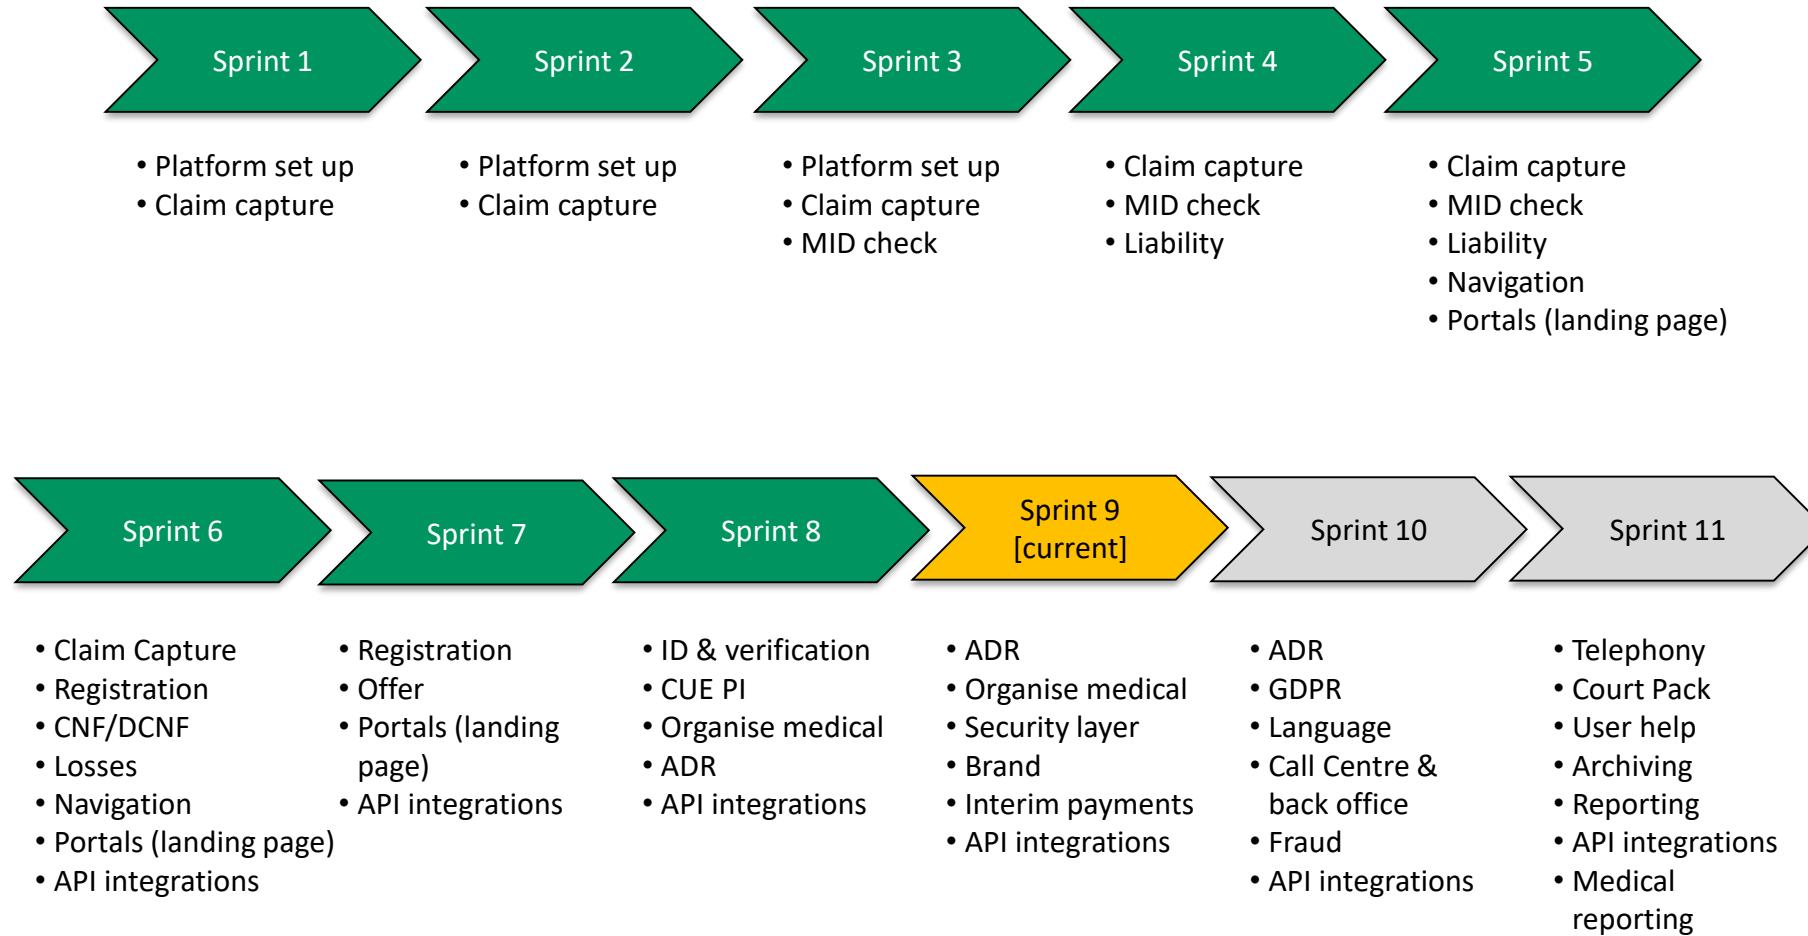 Sprint 1
Sprint 2
Sprint 3
Sprint 4
Sprint 5
• Platform set up
• Claim capture
• Platform set up
• Claim capture
• Platform set up
• Claim capture
• MID check
• Claim capture
• MID check
• Liability
• Claim capture
• MID check
• Liability
• Navigation
• Portals (landing page)
Sprint 6
Sprint 7
Sprint 8
Sprint 9
[current]
Sprint 10
Sprint 11
• Claim Capture
• Registration
• CNF/DCNF
• Losses
• Navigation
• Portals (landing page)
• API integrations
• Registration
• Offer
• Portals (landing
page)
• API integrations
• ID & verification
• CUE PI
• Organise medical
• ADR
• API integrations
• ADR
• Organise medical
• Security layer
• Brand
• Interim payments
• API integrations
• ADR
• GDPR
• Language
• Call Centre &
back office
• Fraud
• API integrations
• Telephony
• Court Pack
• User help
• Archiving
• Reporting
• API integrations
• Medical
reporting